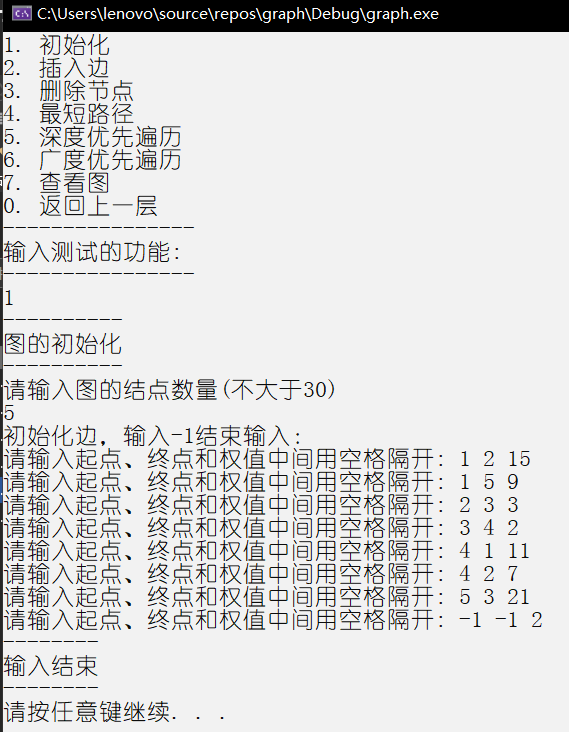 C:\Users\lenovo\source\repos\graph\Debug\graph.exe
1. 初始化
2. 插入边
3. 删除节点
4. 最短路径
5. 深度优先遍历
6. 广度优先遍历
7. 查看图
0. 返回上一层
----------------
输入测试的功能:
----------------
1
----------
图的初始化
----------
请输入图的结点数量(不大于30)
5
初始化边，输入-1结束输入:
请输入起点、终点和权值中间用空格隔开: 1 2 15
请输入起点、终点和权值中间用空格隔开: 1 5 9
请输入起点、终点和权值中间用空格隔开: 2 3 3
请输入起点、终点和权值中间用空格隔开: 3 4 2
请输入起点、终点和权值中间用空格隔开: 4 1 11
请输入起点、终点和权值中间用空格隔开: 4 2 7
请输入起点、终点和权值中间用空格隔开: 5 3 21
请输入起点、终点和权值中间用空格隔开: -1 -1 2
--------
输入结束
--------
请按任意键继续. . .